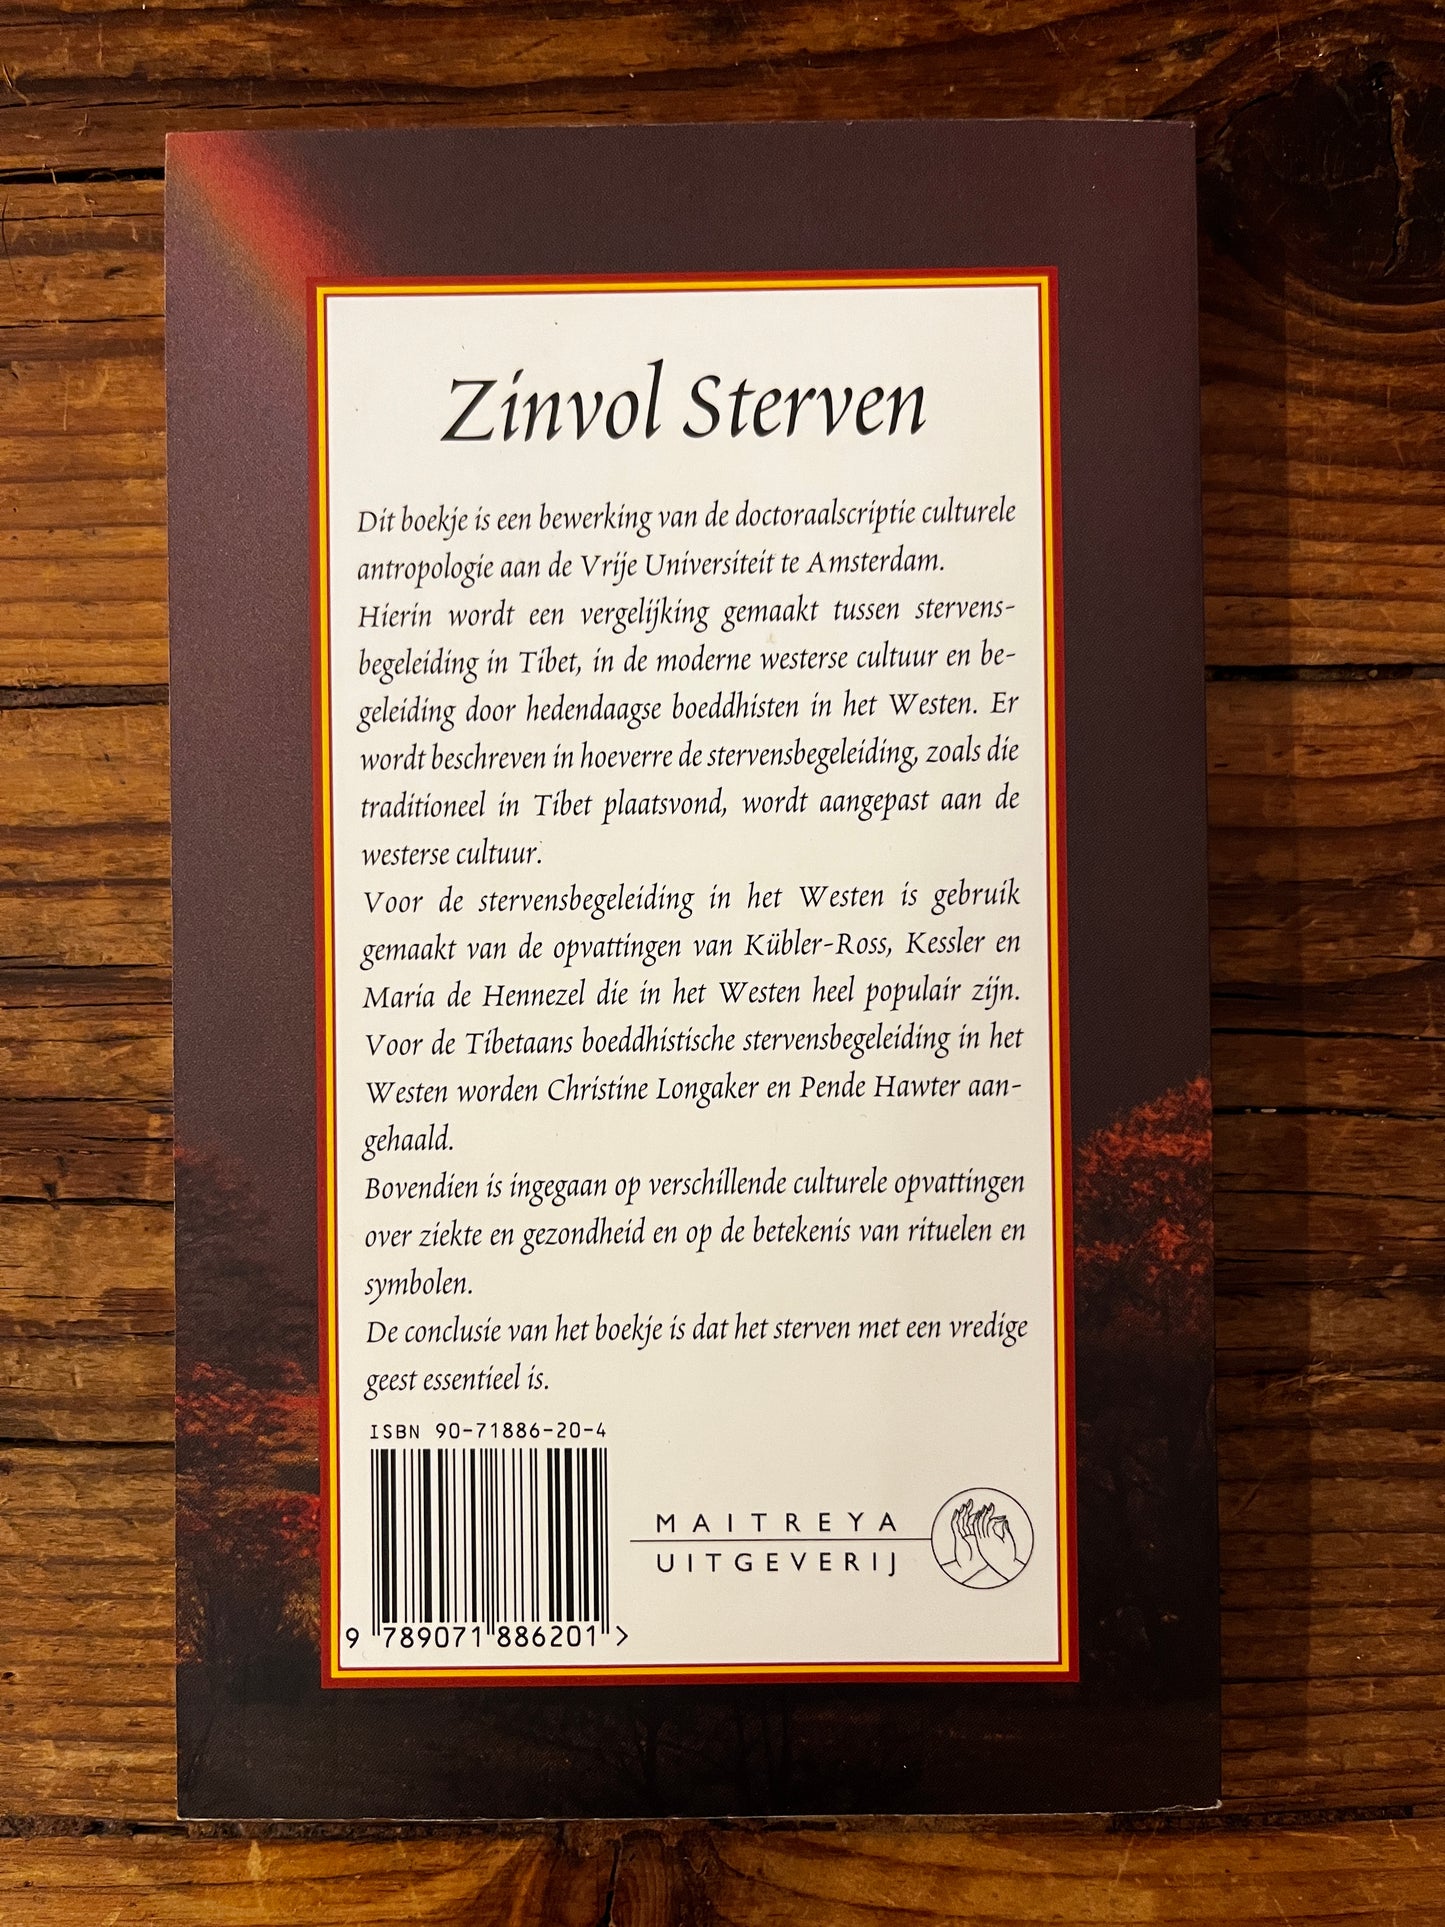 Zinvol Sterven
Dit boekje is een bewerking van de doctoraalscriptie culturele
antropologie aan de Vrije Universiteit te Amsterdam.
Hierin wordt een vergelijking gemaakt tussen stervens-
begeleiding in Tibet, in de moderne westerse cultuur en be-
geleiding door hedendaagse boeddhisten in het Westen. Er
wordt beschreven in hoeverre de stervensbegeleiding, zoals die
traditioneel in Tibet plaatsvond, wordt aangepast aan de
westerse cultuur.
Voor de stervensbegeleiding in het Westen is gebruik
gemaakt van de opvattingen van Kübler-Ross, Kessler en
Maria de Hennezel die in het Westen heel populair zijn.
Voor de Tibetaans boeddhistische stervensbegeleiding in het
Westen worden Christine Longaker en Pende Hawter aan-
gehaald.
Bovendien is ingegaan op verschillende culturele opvattingen
over ziekte en gezondheid en op de betekenis van rituelen en
symbolen.
De conclusie van het boekje is dat het sterven met een vredige
geest essentieel is.
ISBN 90-71886-20-4
9 789071 886201 >
MAITREYA
UITGEVERIJ